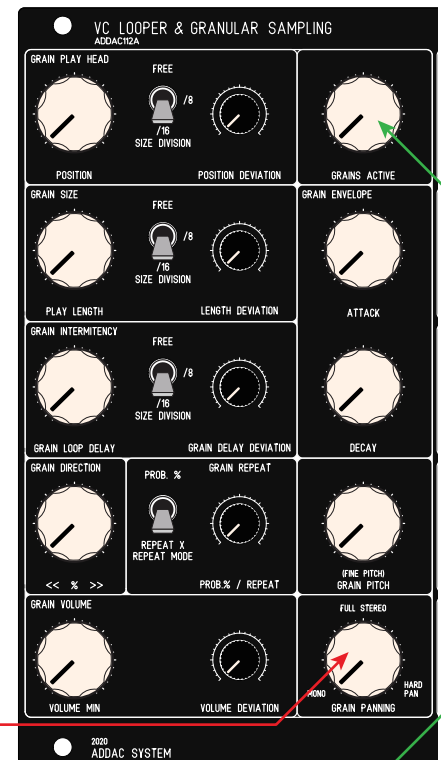 VC LOOPER & GRANULAR SAMPLING
ADDAC112A
GRAIN PLAY HEAD
FREE
/8
/16
SIZE DIVISION
POSITION
POSITION DEVIATION
GRAINS ACTIVE
GRAIN SIZE
FREE
/8
/16
SIZE DIVISION
PLAY LENGTH
LENGTH DEVIATION
GRAIN ENVELOPE
ATTACK
GRAIN INTERMITENCY
FREE
/8
/16
SIZE DIVISION
GRAIN LOOP DELAY
GRAIN DELAY DEVIATION
DECAY
GRAIN DIRECTION
<< % >>
GRAIN REPEAT
PROB. %
REPEAT X
REPEAT MODE
PROB.% / REPEAT
(FINE PITCH)
GRAIN PITCH
GRAIN VOLUME
VOLUME MIN
VOLUME DEVIATION
FULL STEREO
MONO
HARD
PAN
GRAIN PANNING
2020
ADDAC SYSTEM